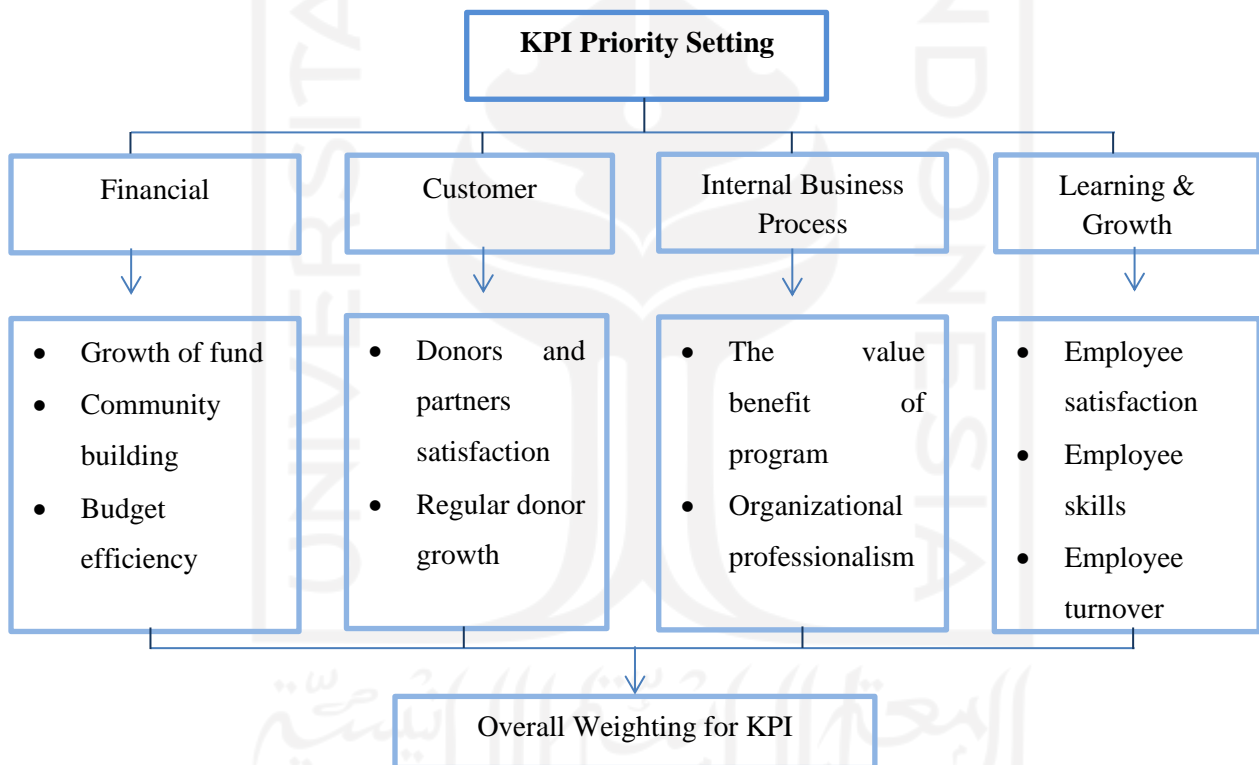 KPI Priority Setting
Financial
Customer
Internal Business
Process
Learning &
Growth
• Growth of fund
• Community
building
• Budget
efficiency
• Donors and
partners
satisfaction
• Regular donor
growth
• The value
benefit of
program
• Organizational
professionalism
• Employee
satisfaction
• Employee
skills
• Employee
turnover
Overall Weighting for KPI